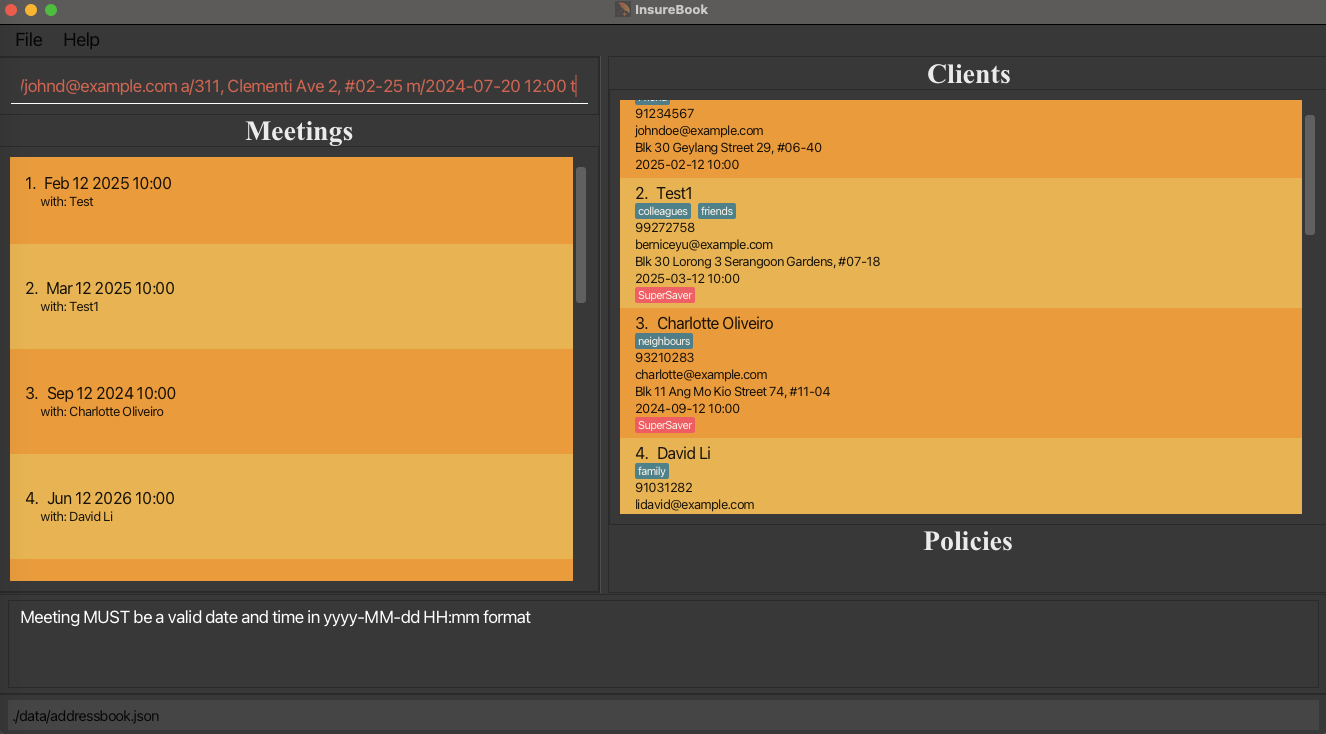 InsureBook
File Help
/johnd@example.com a/311, Clementi Ave 2, #02-25 m/2024-07-20 12:00 t
Meetings
1. Feb 12 2025 10:00
with: Test
2. Mar 12 2025 10:00
with: Test1
3. Sep 12 2024 10:00
with: Charlotte Oliveiro
4. Jun 12 2026 10:00
with: David Li
Clients
91234567
johndoe@example.com
Blk 30 Geylang Street 29, #06-40
2025-02-12 10:00
2. Test1
colleagues friends
99272758
berniceyu@example.com
Blk 30 Lorong 3 Serangoon Gardens, #07-18
2025-03-12 10:00
SuperSaver
3. Charlotte Oliveiro
neighbours
93210283
charlotte@example.com
Blk 11 Ang Mo Kio Street 74, #11-04
2024-09-12 10:00
SuperSaver
4. David Li
family
91031282
lidavid@example.com
Policies
Meeting MUST be a valid date and time in yyyy-MM-dd HH:mm format
./data/addressbook.json